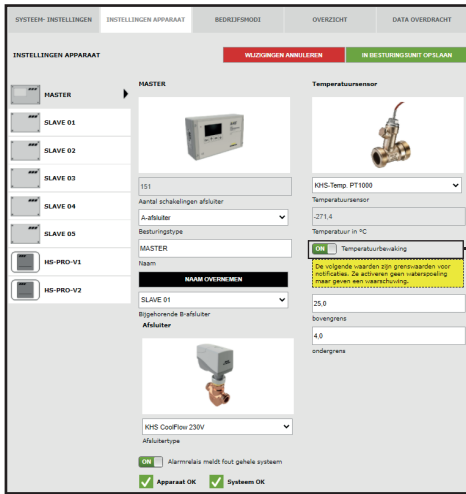 SYSTEEM- INSTELLINGEN
INSTELLINGEN APPARAAT
BEDRIJFSMODI
OVERZICHT
DATA OVERDRACHT
INSTELLINGEN APPARAAT
WIJZIGINGEN ANNULEREN
IN BESTURINGSUNIT OPSLAAN
MASTER
SLAVE 01
SLAVE 02
SLAVE 03
SLAVE 04
SLAVE 05
HS-PRO-V1
HS-PRO-V2
MASTER
151
Aantal schakelingen afsluiter
A-afsluiter
Besturingstype
MASTER
Naam
NAAM OVERNEMEN
SLAVE 01
Bijgehorende B-afsluiter
Afsluiter
KHS CoolFlow 230V
Afsluitertype
ON Alarmrelais meldt fout gehele systeem
Apparaat OK
Systeem OK
Temperatuursensor
KHS-Temp. PT1000
Temperatuursensor
-271,4
Temperatuur in °C
ON Temperatuurbewaking
De volgende waarden zijn grenswaarden voor
notificaties. Ze activeren geen waterspoeling
maar geven een waarschuwing.
25,0
bovengrens
4,0
ondergrens